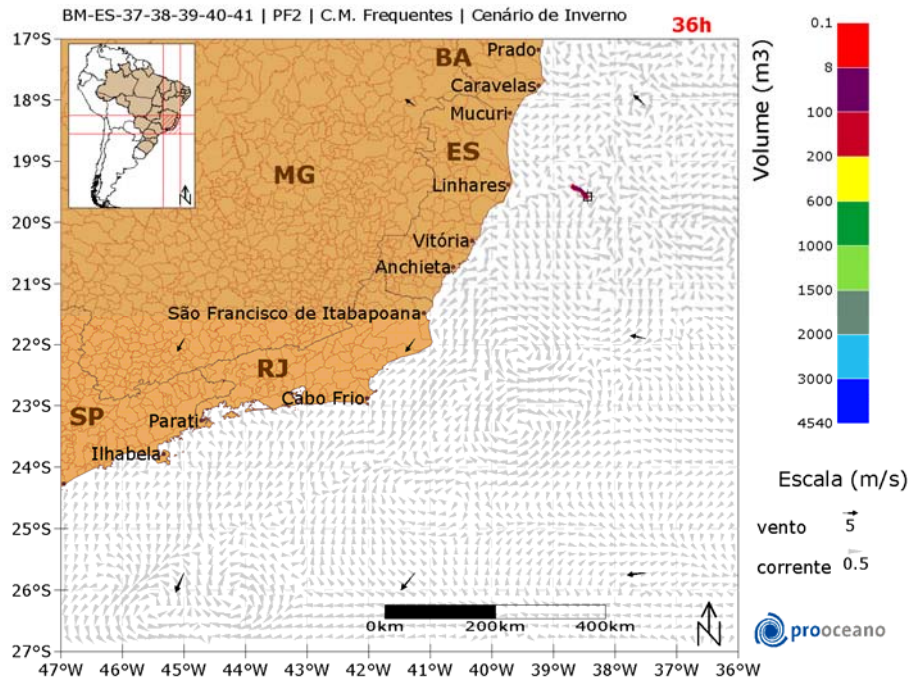 BM-ES-37-38-39-40-41 | PF2 | C.M. Frequentes | Cenário de Inverno
36h
17°S
18°S
19°S
20°S
21°S
22°S
23°S
24°S
25°S
26°S
27°S
47°W
46°W
45°W
44°W
43°W
42°W
41°W
40°W
39°W
38°W
37°W
36°W
BA
Prado
Caravelas
Mucuri
ES
MG
Linhares
Vitória
Anchieta
São Francisco de Itabapoana
RJ
Cabo Frio
SP
Parati
Ilhabela
N
0km
200km
400km
N
Volume (m3)
0.1
8
100
200
600
1000
1500
2000
3000
4540
Escala (m/s)
vento 5
corrente 0.5
prooceano